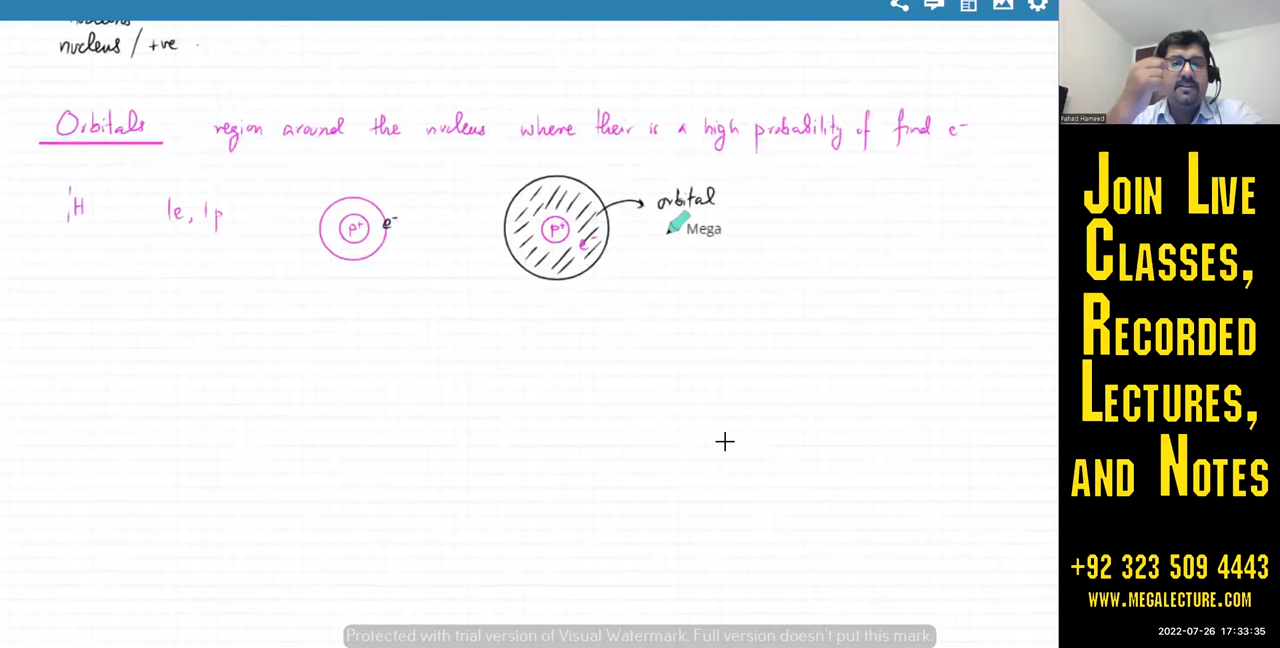 nucleus / +ve
Orbitals region around the nucleus where their is a high probability of find e⁻
¹₁H 1e, 1p p⁺ e⁻ p⁺ e⁻ orbital
Mega
Fahad Hameed
JOIN LIVE
CLASSES,
RECORDED
LECTURES,
AND NOTES
+92 323 509 4443
WWW.MEGALECTURE.COM
2022-07-26 17:33:35
Protected with trial version of Visual Watermark. Full version doesn't put this mark.